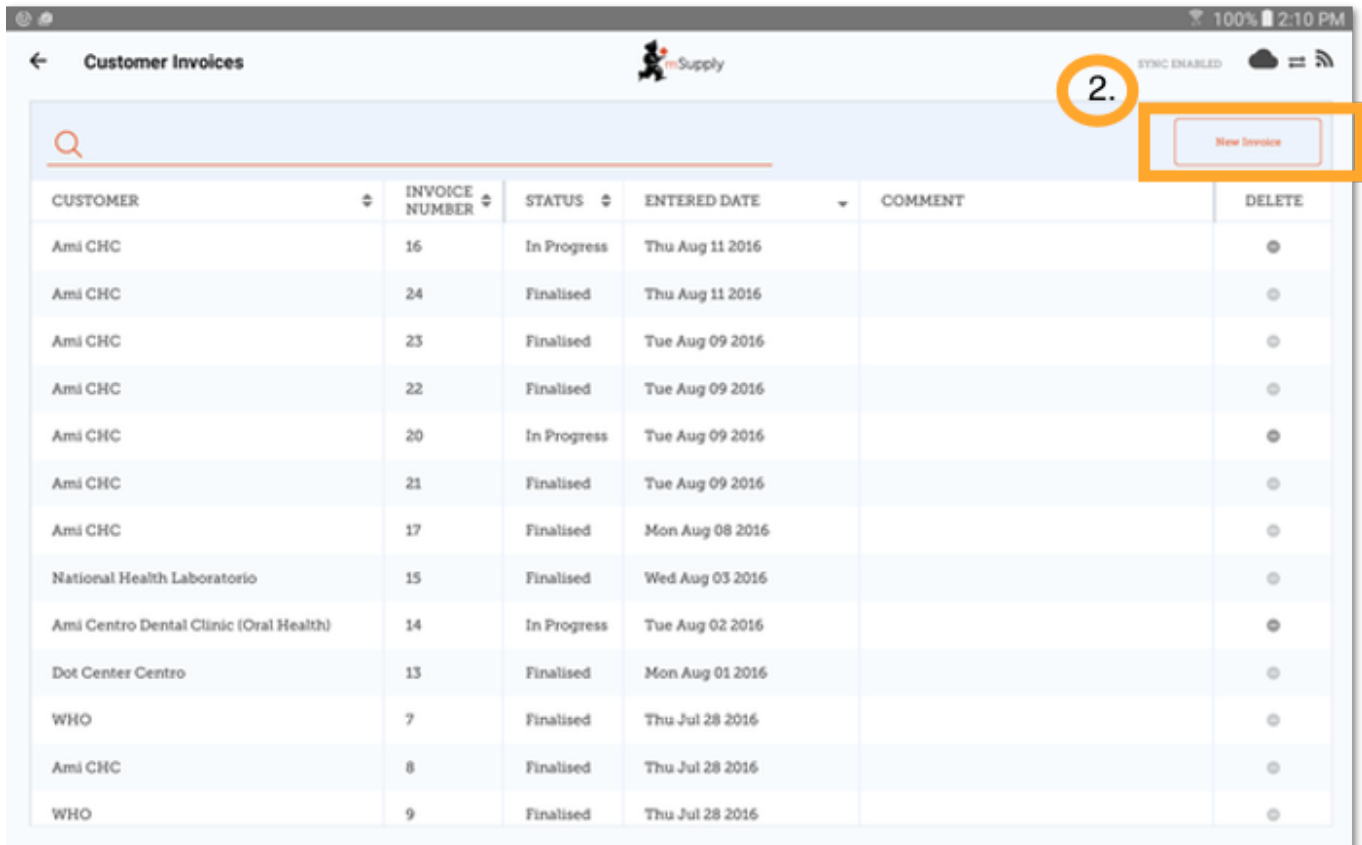 100% 2:10 PM
Customer Invoices mSupply SYNC ENABLED
2.
New Invoice
CUSTOMER INVOICE NUMBER STATUS ENTERED DATE COMMENT DELETE
Ami CHC 16 In Progress Thu Aug 11 2016
Ami CHC 24 Finalised Thu Aug 11 2016
Ami CHC 23 Finalised Tue Aug 09 2016
Ami CHC 22 Finalised Tue Aug 09 2016
Ami CHC 20 In Progress Tue Aug 09 2016
Ami CHC 21 Finalised Tue Aug 09 2016
Ami CHC 17 Finalised Mon Aug 08 2016
National Health Laboratorio 15 Finalised Wed Aug 03 2016
Ami Centro Dental Clinic (Oral Health) 14 In Progress Tue Aug 02 2016
Dot Center Centro 13 Finalised Mon Aug 01 2016
WHO 7 Finalised Thu Jul 28 2016
Ami CHC 8 Finalised Thu Jul 28 2016
WHO 9 Finalised Thu Jul 28 2016